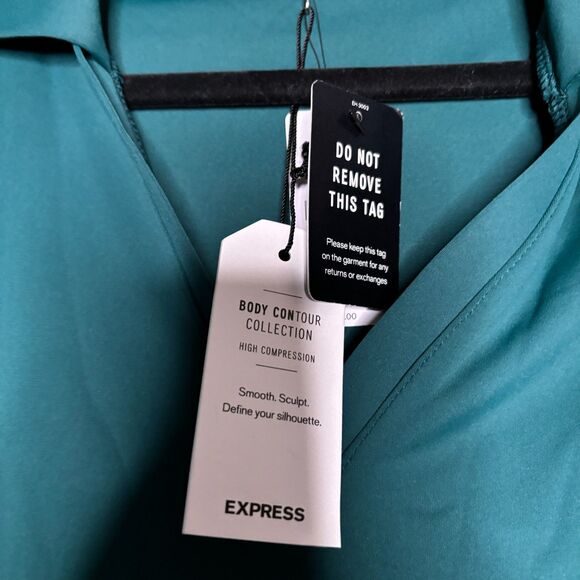 DO NOT
REMOVE
THIS TAG
Please keep this tag
on the garment for any
returns or exchanges
BODY CONTOUR
COLLECTION
HIGH COMPRESSION
Smooth. Sculpt.
Define your silhouette.
EXPRESS